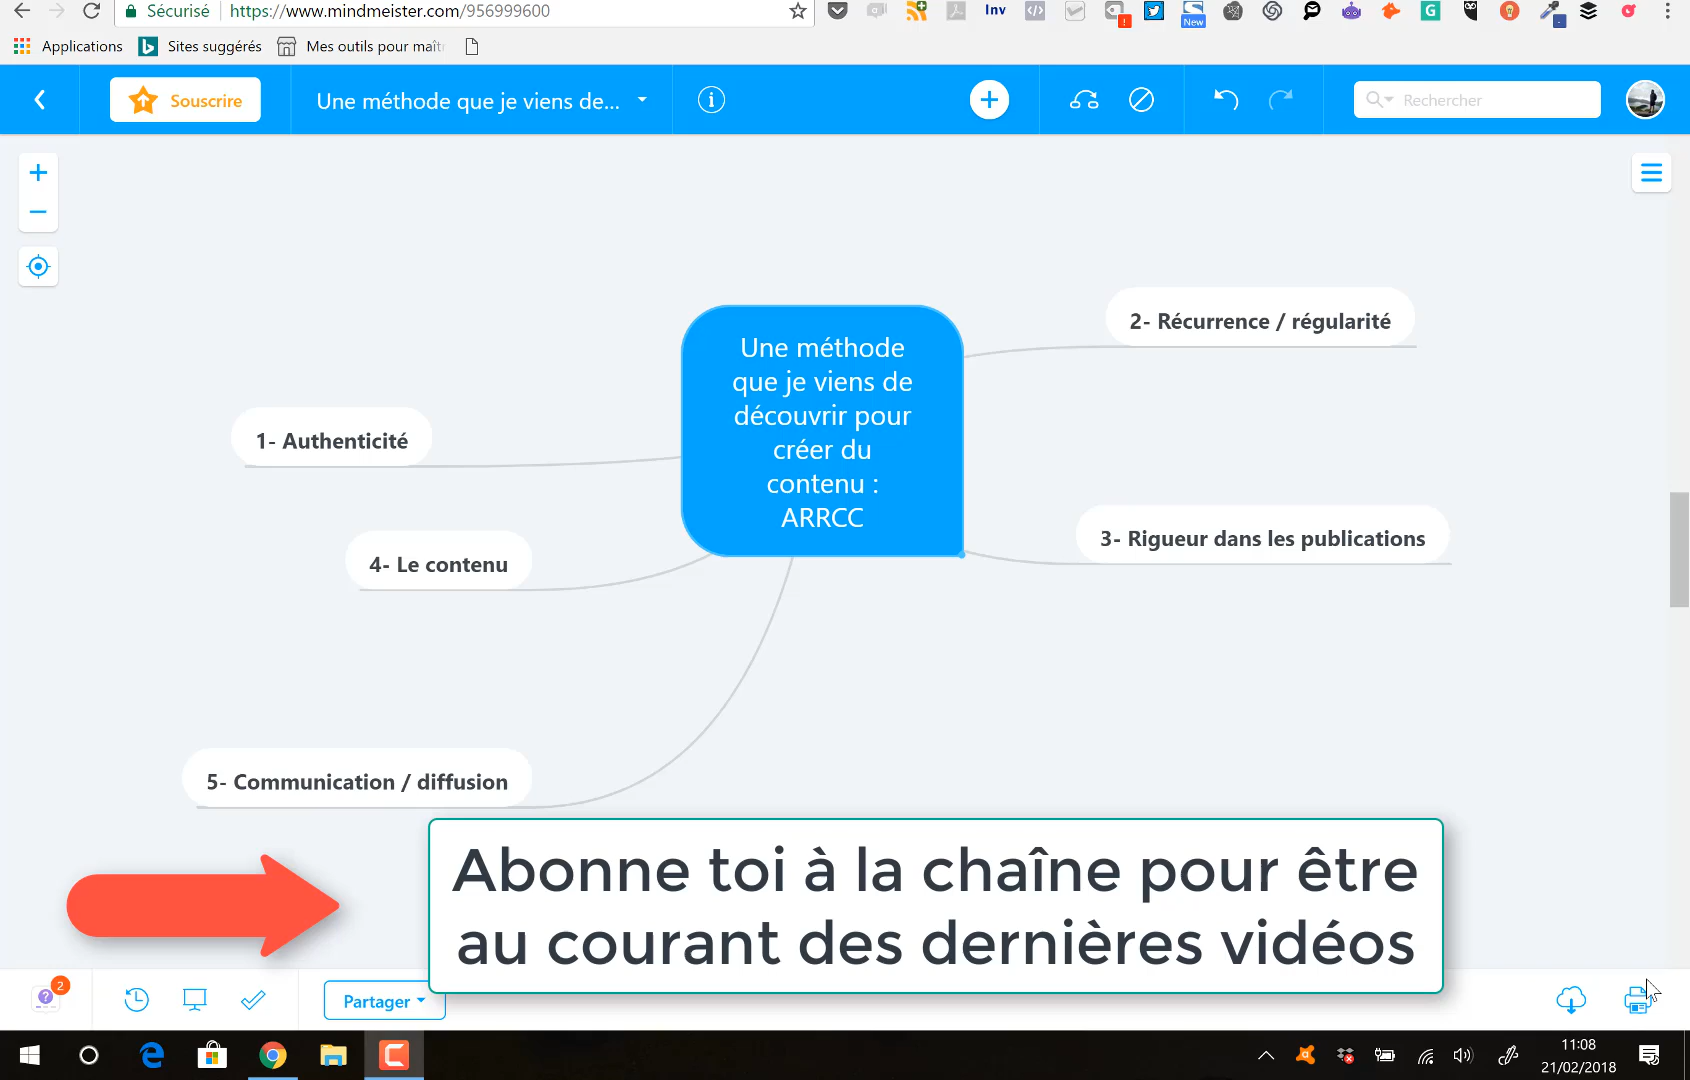 Sécurisé
https://www.mindmeister.com/956999600
Inv
New
G
Applications
Sites suggérés
Mes outils pour maît
Souscrire
Une méthode que je viens de...
Rechercher
Une méthode
que je viens de
découvrir pour
créer du
contenu :
ARRCC
2- Récurrence / régularité
1- Authenticité
3- Rigueur dans les publications
4- Le contenu
5- Communication / diffusion
Abonne toi à la chaîne pour être
au courant des dernières vidéos
2
Partager
11:08
21/02/2018